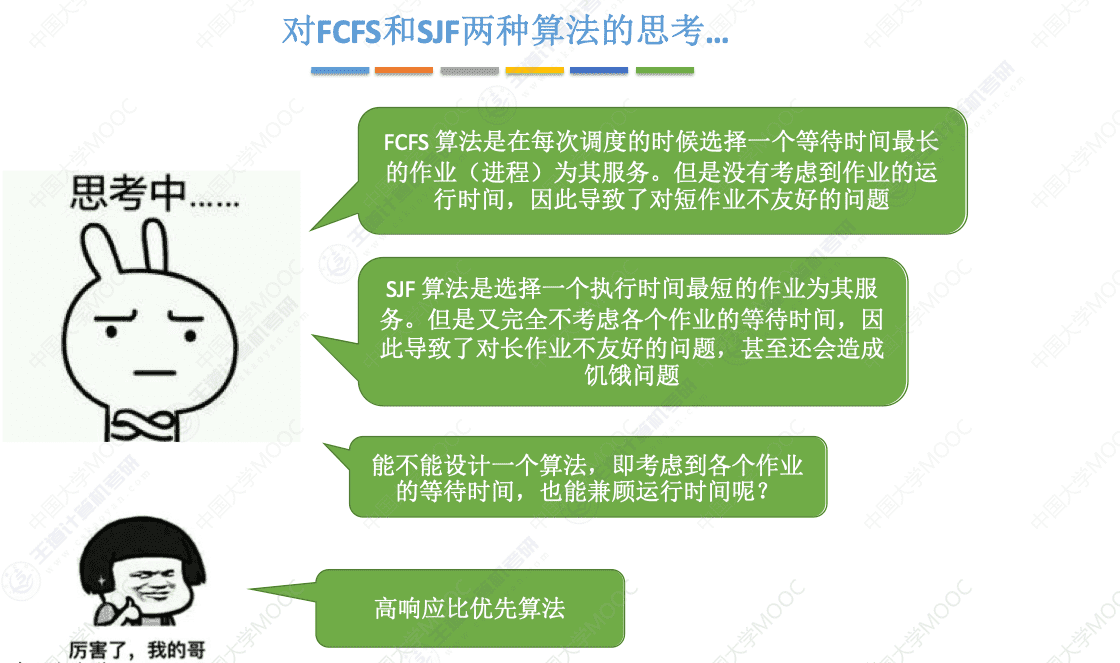 对FCFS和SJF两种算法的思考...
FCFS 算法是在每次调度的时候选择一个等待时间最长
的作业（进程）为其服务。但是没有考虑到作业的运
行时间，因此导致了对短作业不友好的问题
思考中......
SJF 算法是选择一个执行时间最短的作业为其服
务。但是又完全不考虑各个作业的等待时间，因
此导致了对长作业不友好的问题，甚至还会造成
饥饿问题
能不能设计一个算法，即考虑到各个作业
的等待时间，也能兼顾运行时间呢？
高响应比优先算法
厉害了，我的哥
中国大学MOOC
王道计算机考研